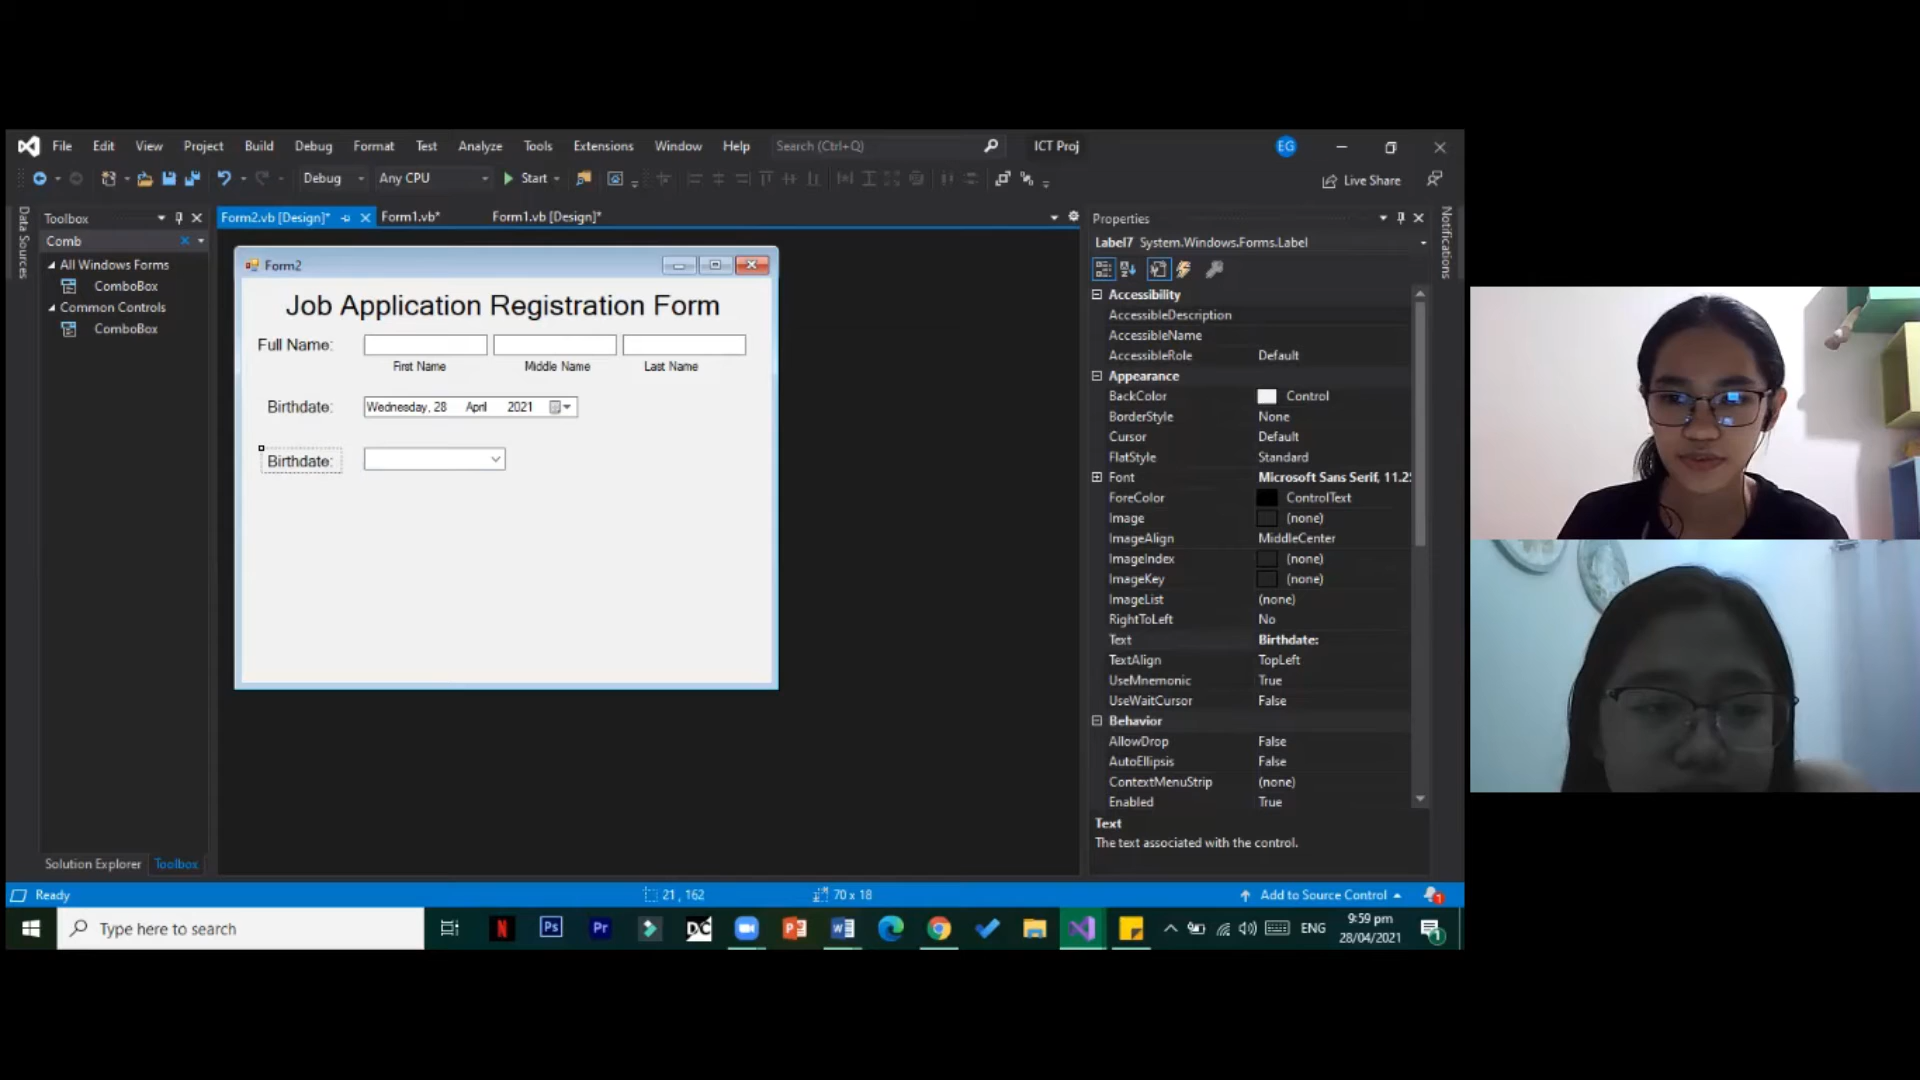 File Edit View Project Build Debug Format Test Analyze Tools Extensions Window Help Search (Ctrl+Q) ICT Proj EG
Debug Any CPU Start Live Share
Data Sources
Toolbox
Comb
All Windows Forms
ComboBox
Common Controls
ComboBox
Solution Explorer Toolbox
Form2.vb [Design]* Form1.vb* Form1.vb [Design]*
Form2
Job Application Registration Form
Full Name:
First Name Middle Name Last Name
Birthdate: Wednesday, 28 April 2021
Birthdate:
Properties
Label7 System.Windows.Forms.Label
Accessibility
AccessibleDescription
AccessibleName
AccessibleRole Default
Appearance
BackColor Control
BorderStyle None
Cursor Default
FlatStyle Standard
Font Microsoft Sans Serif, 11.25
ForeColor ControlText
Image (none)
ImageAlign MiddleCenter
ImageIndex (none)
ImageKey (none)
ImageList (none)
RightToLeft No
Text Birthdate:
TextAlign TopLeft
UseMnemonic True
UseWaitCursor False
Behavior
AllowDrop False
AutoEllipsis False
ContextMenuStrip (none)
Enabled True
Text
The text associated with the control.
Notifications
Ready 21 , 162 70 x 18 Add to Source Control 1
Type here to search N Ps Pr DC P W ENG 9:59 pm
28/04/2021 1